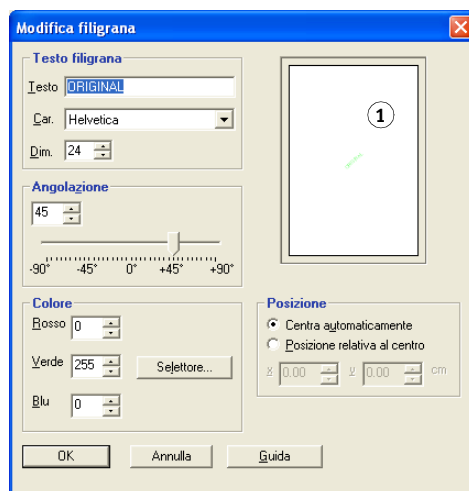 Modifica filigrana
Testo filigrana
Testo ORIGINAL
Car. Helvetica
Dim. 24
Angolazione
45
-90° -45° 0° +45° +90°
Colore
Rosso 0
Verde 255
Selettore...
Blu 0
1
Posizione
Centra automaticamente
Posizione relativa al centro
x 0.00 y 0.00 cm
OK Annulla Guida